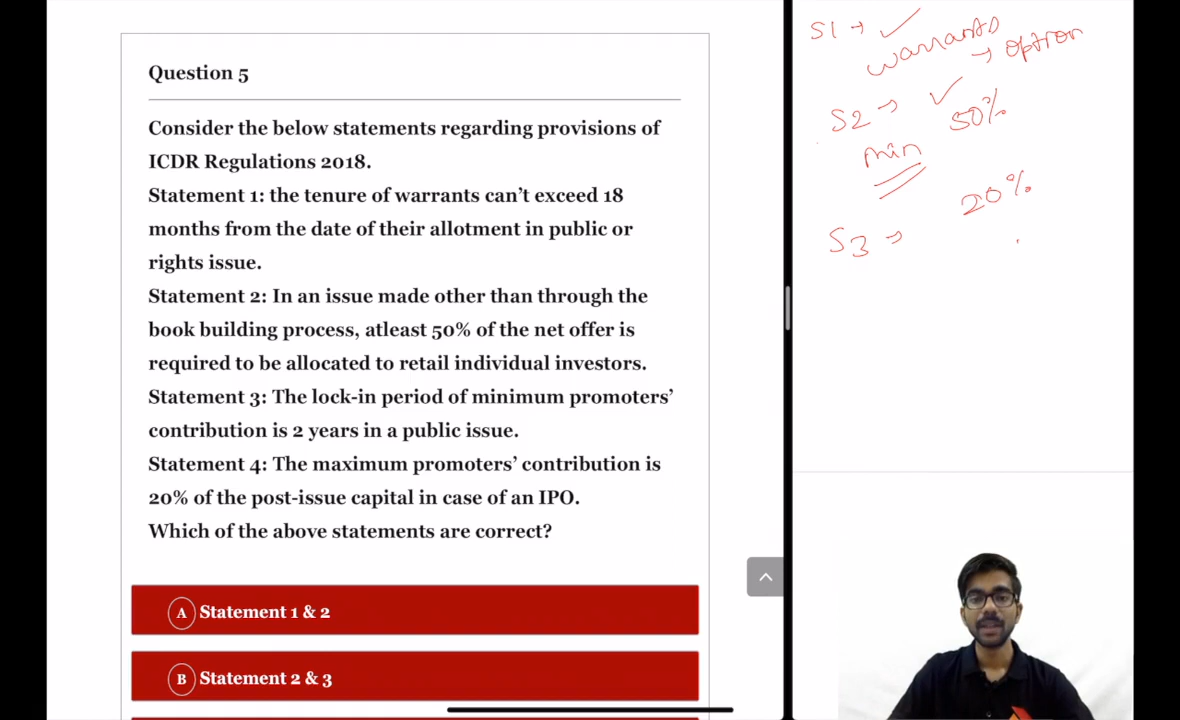 Question 5
Consider the below statements regarding provisions of
ICDR Regulations 2018.
Statement 1: the tenure of warrants can't exceed 18
months from the date of their allotment in public or
rights issue.
Statement 2: In an issue made other than through the
book building process, atleast 50% of the net offer is
required to be allocated to retail individual investors.
Statement 3: The lock-in period of minimum promoters'
contribution is 2 years in a public issue.
Statement 4: The maximum promoters' contribution is
20% of the post-issue capital in case of an IPO.
Which of the above statements are correct?
A Statement 1 & 2
B Statement 2 & 3
S1 → ✓
warrants
→ option
S2 → ✓ 50%
min
20%
S3 →